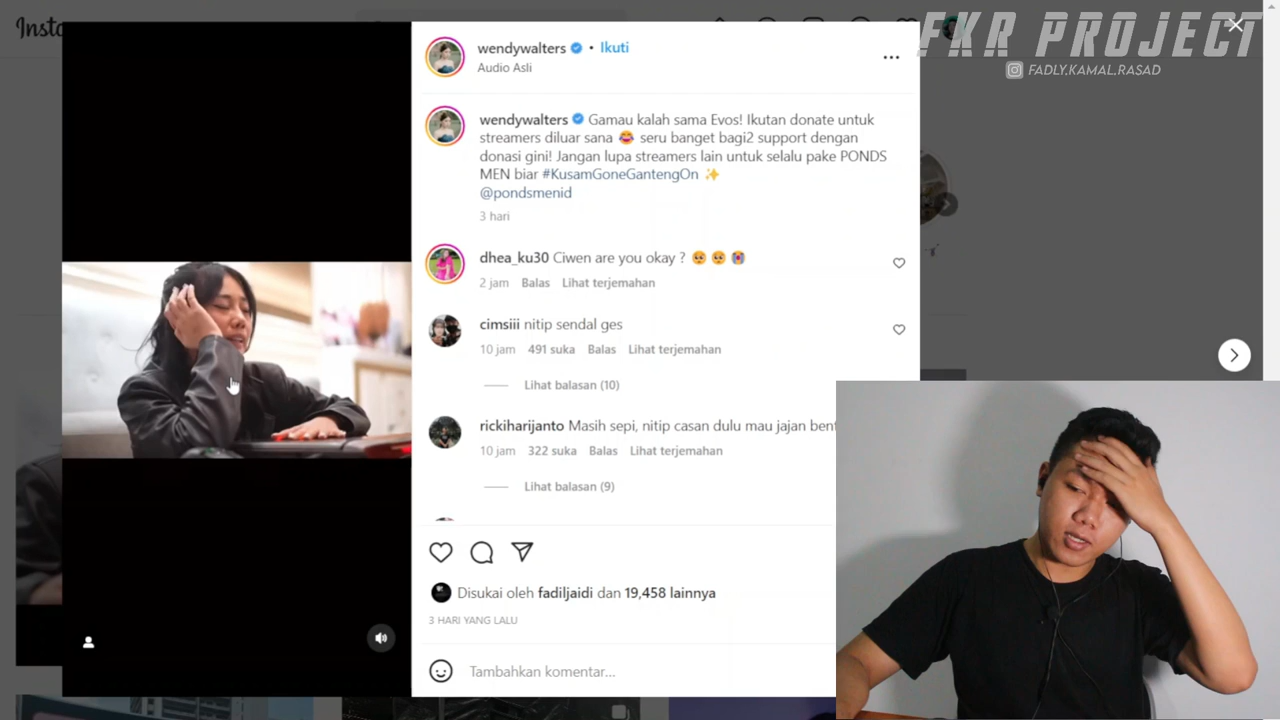 Insta
FKR PROJECT
FADLY.KAMAL.RASAD
wendywalters • Ikuti
Audio Asli
wendywalters Gamau kalah sama Evos! Ikutan donate untuk
streamers diluar sana 😂 seru banget bagi2 support dengan
donasi gini! Jangan lupa streamers lain untuk selalu pake PONDS
MEN biar #KusamGoneGantengOn ✨
@pondsmenid
3 hari
dhea_ku30 Ciwen are you okay ? 🥺 🥺 😭
2 jam Balas Lihat terjemahan
cimsiii nitip sendal ges
10 jam 491 suka Balas Lihat terjemahan
Lihat balasan (10)
rickiharijanto Masih sepi, nitip casan dulu mau jajan bent
10 jam 322 suka Balas Lihat terjemahan
Lihat balasan (9)
Disukai oleh fadiljaidi dan 19,458 lainnya
3 HARI YANG LALU
Tambahkan komentar...